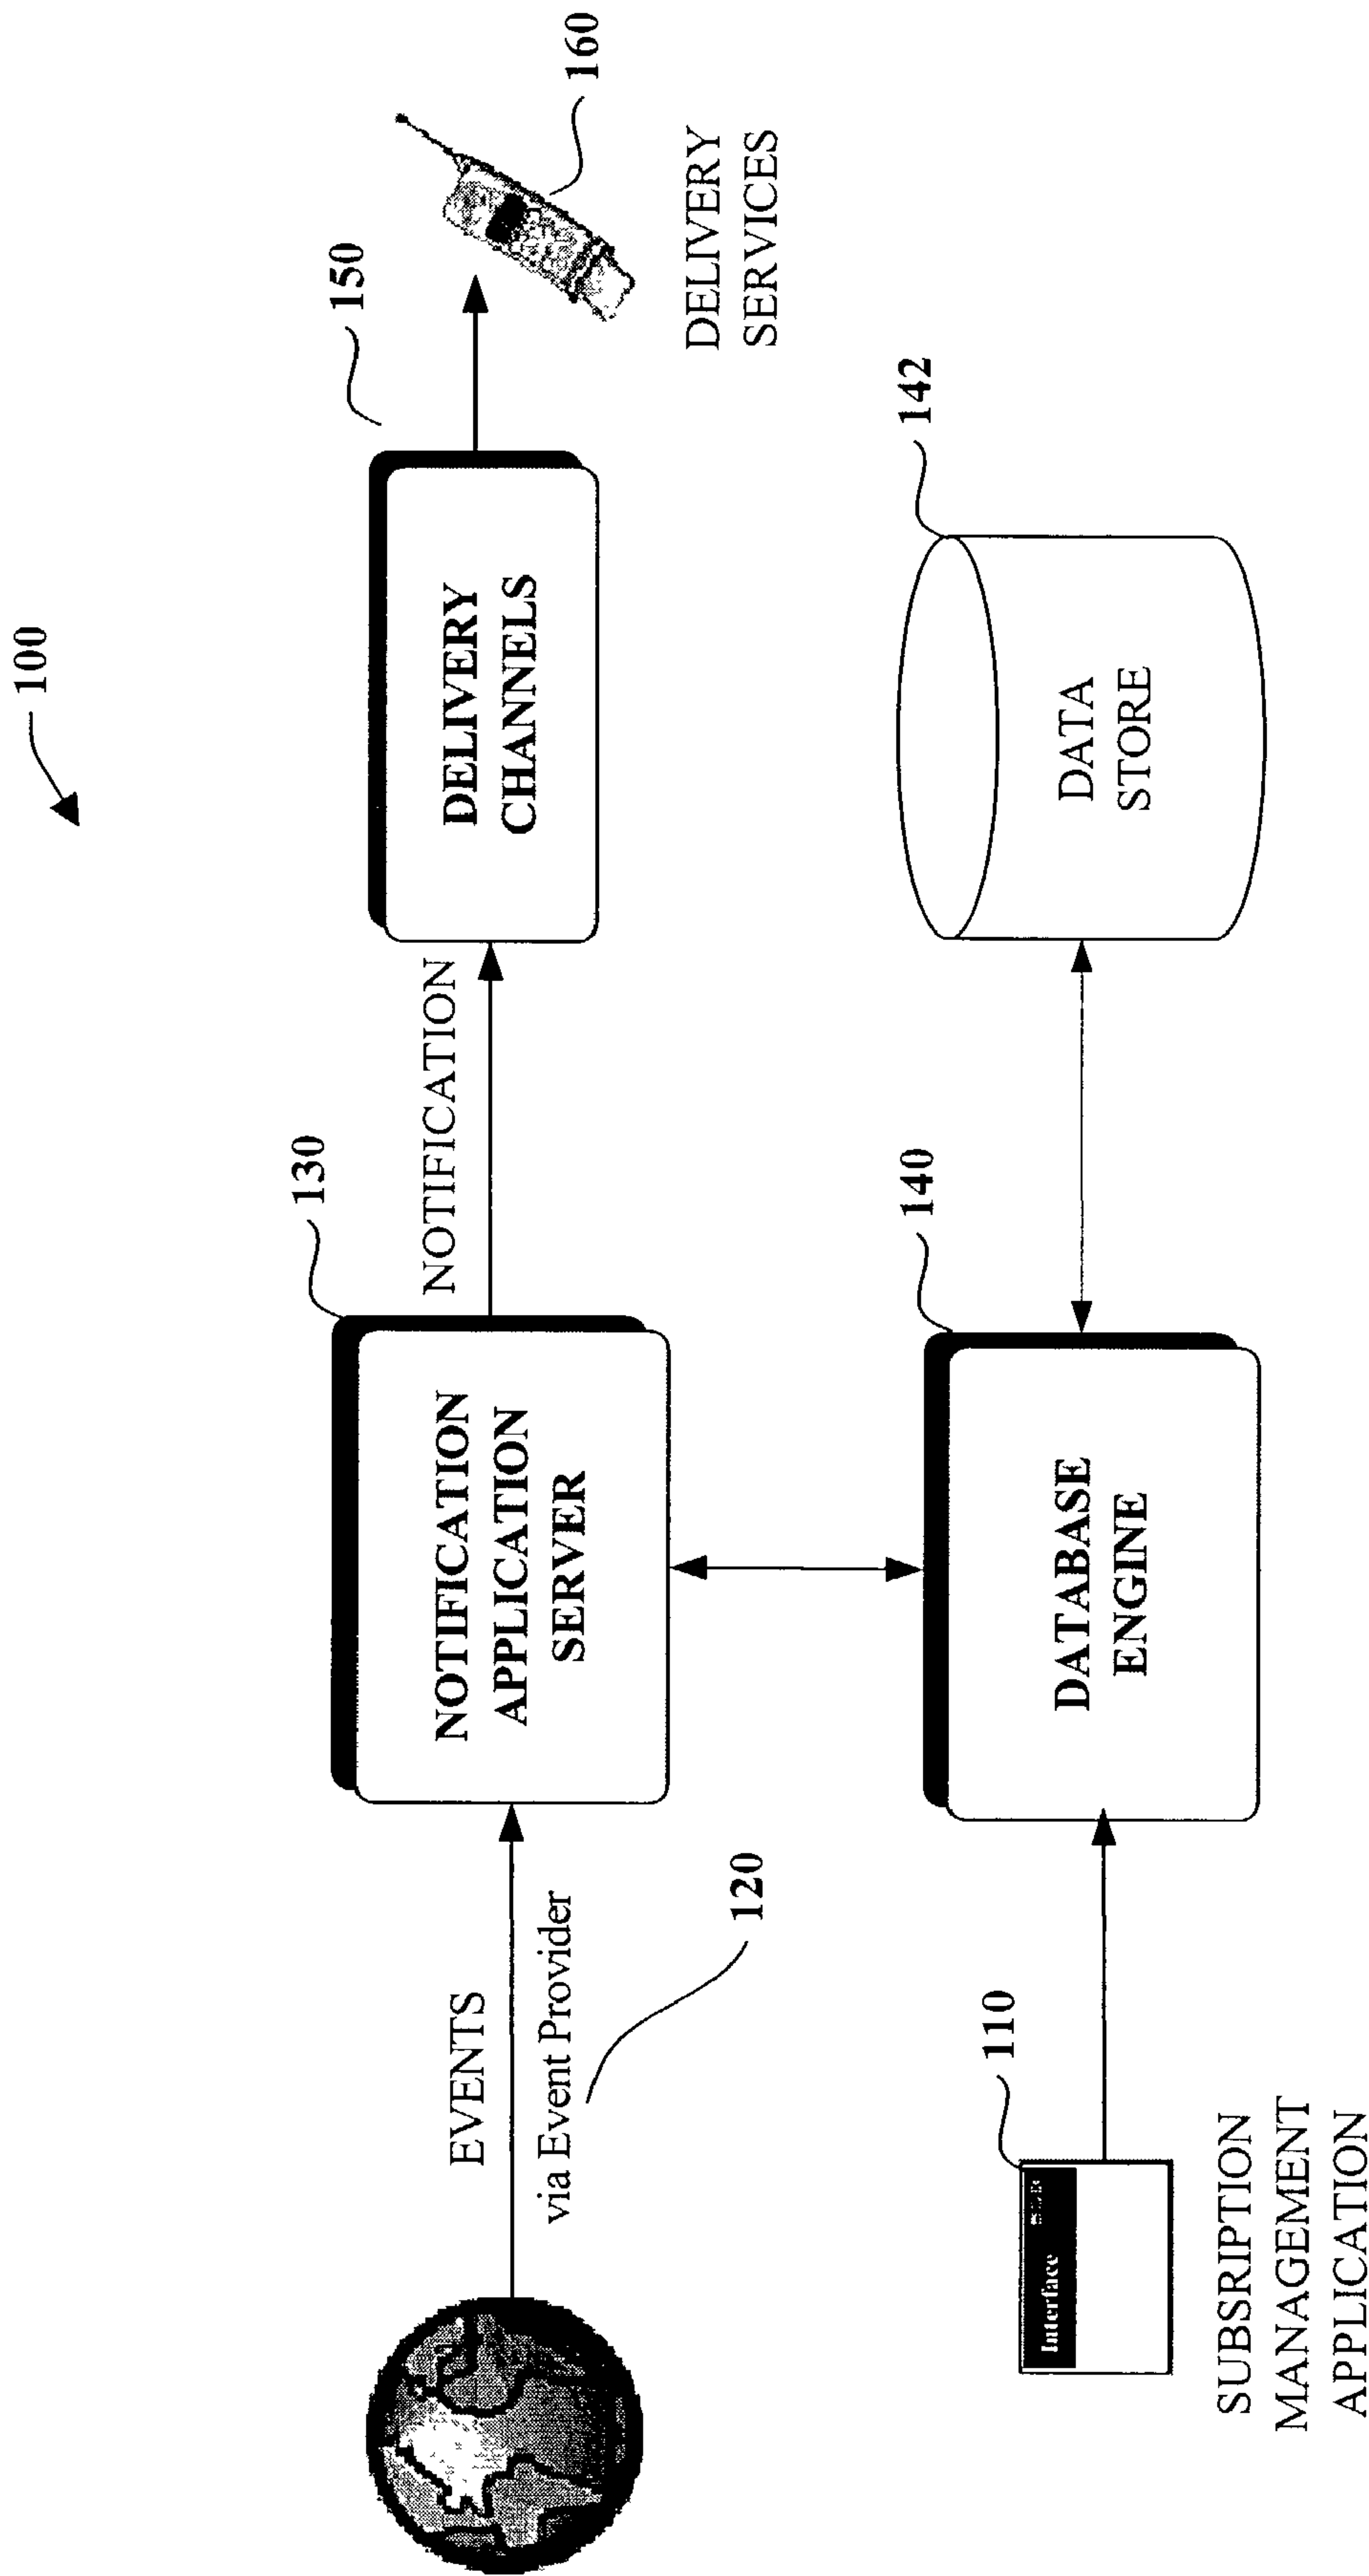 100
150
160
DELIVERY
CHANNELS
DELIVERY
SERVICES
130
NOTIFICATION
NOTIFICATION
APPLICATION
SERVER
EVENTS
via Event Provider
120
142
DATA
STORE
140
DATABASE
ENGINE
110
Interface
SUBSRIPTION
MANAGEMENT
APPLICATION